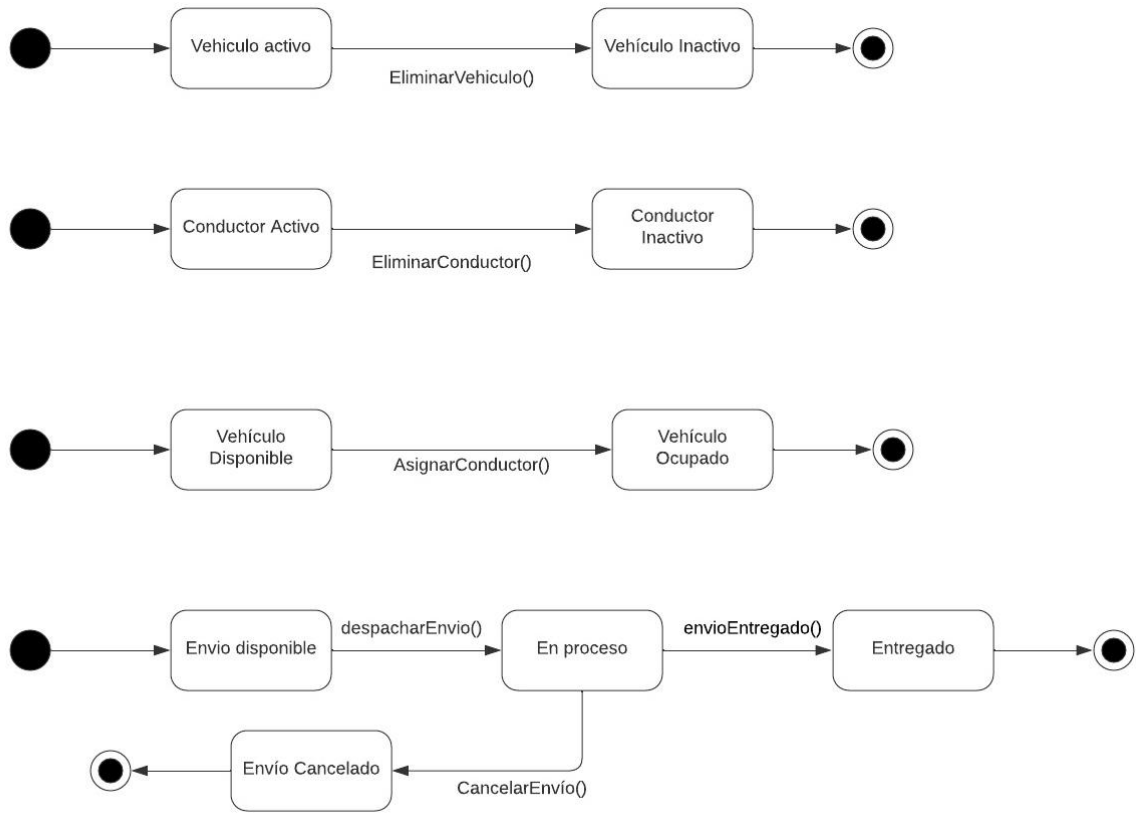 Vehiculo activo
EliminarVehiculo()
Vehículo Inactivo
Conductor Activo
EliminarConductor()
Conductor
Inactivo
Vehículo
Disponible
AsignarConductor()
Vehículo
Ocupado
Envio disponible
despacharEnvio()
En proceso
envioEntregado()
Entregado
Envío Cancelado
CancelarEnvío()